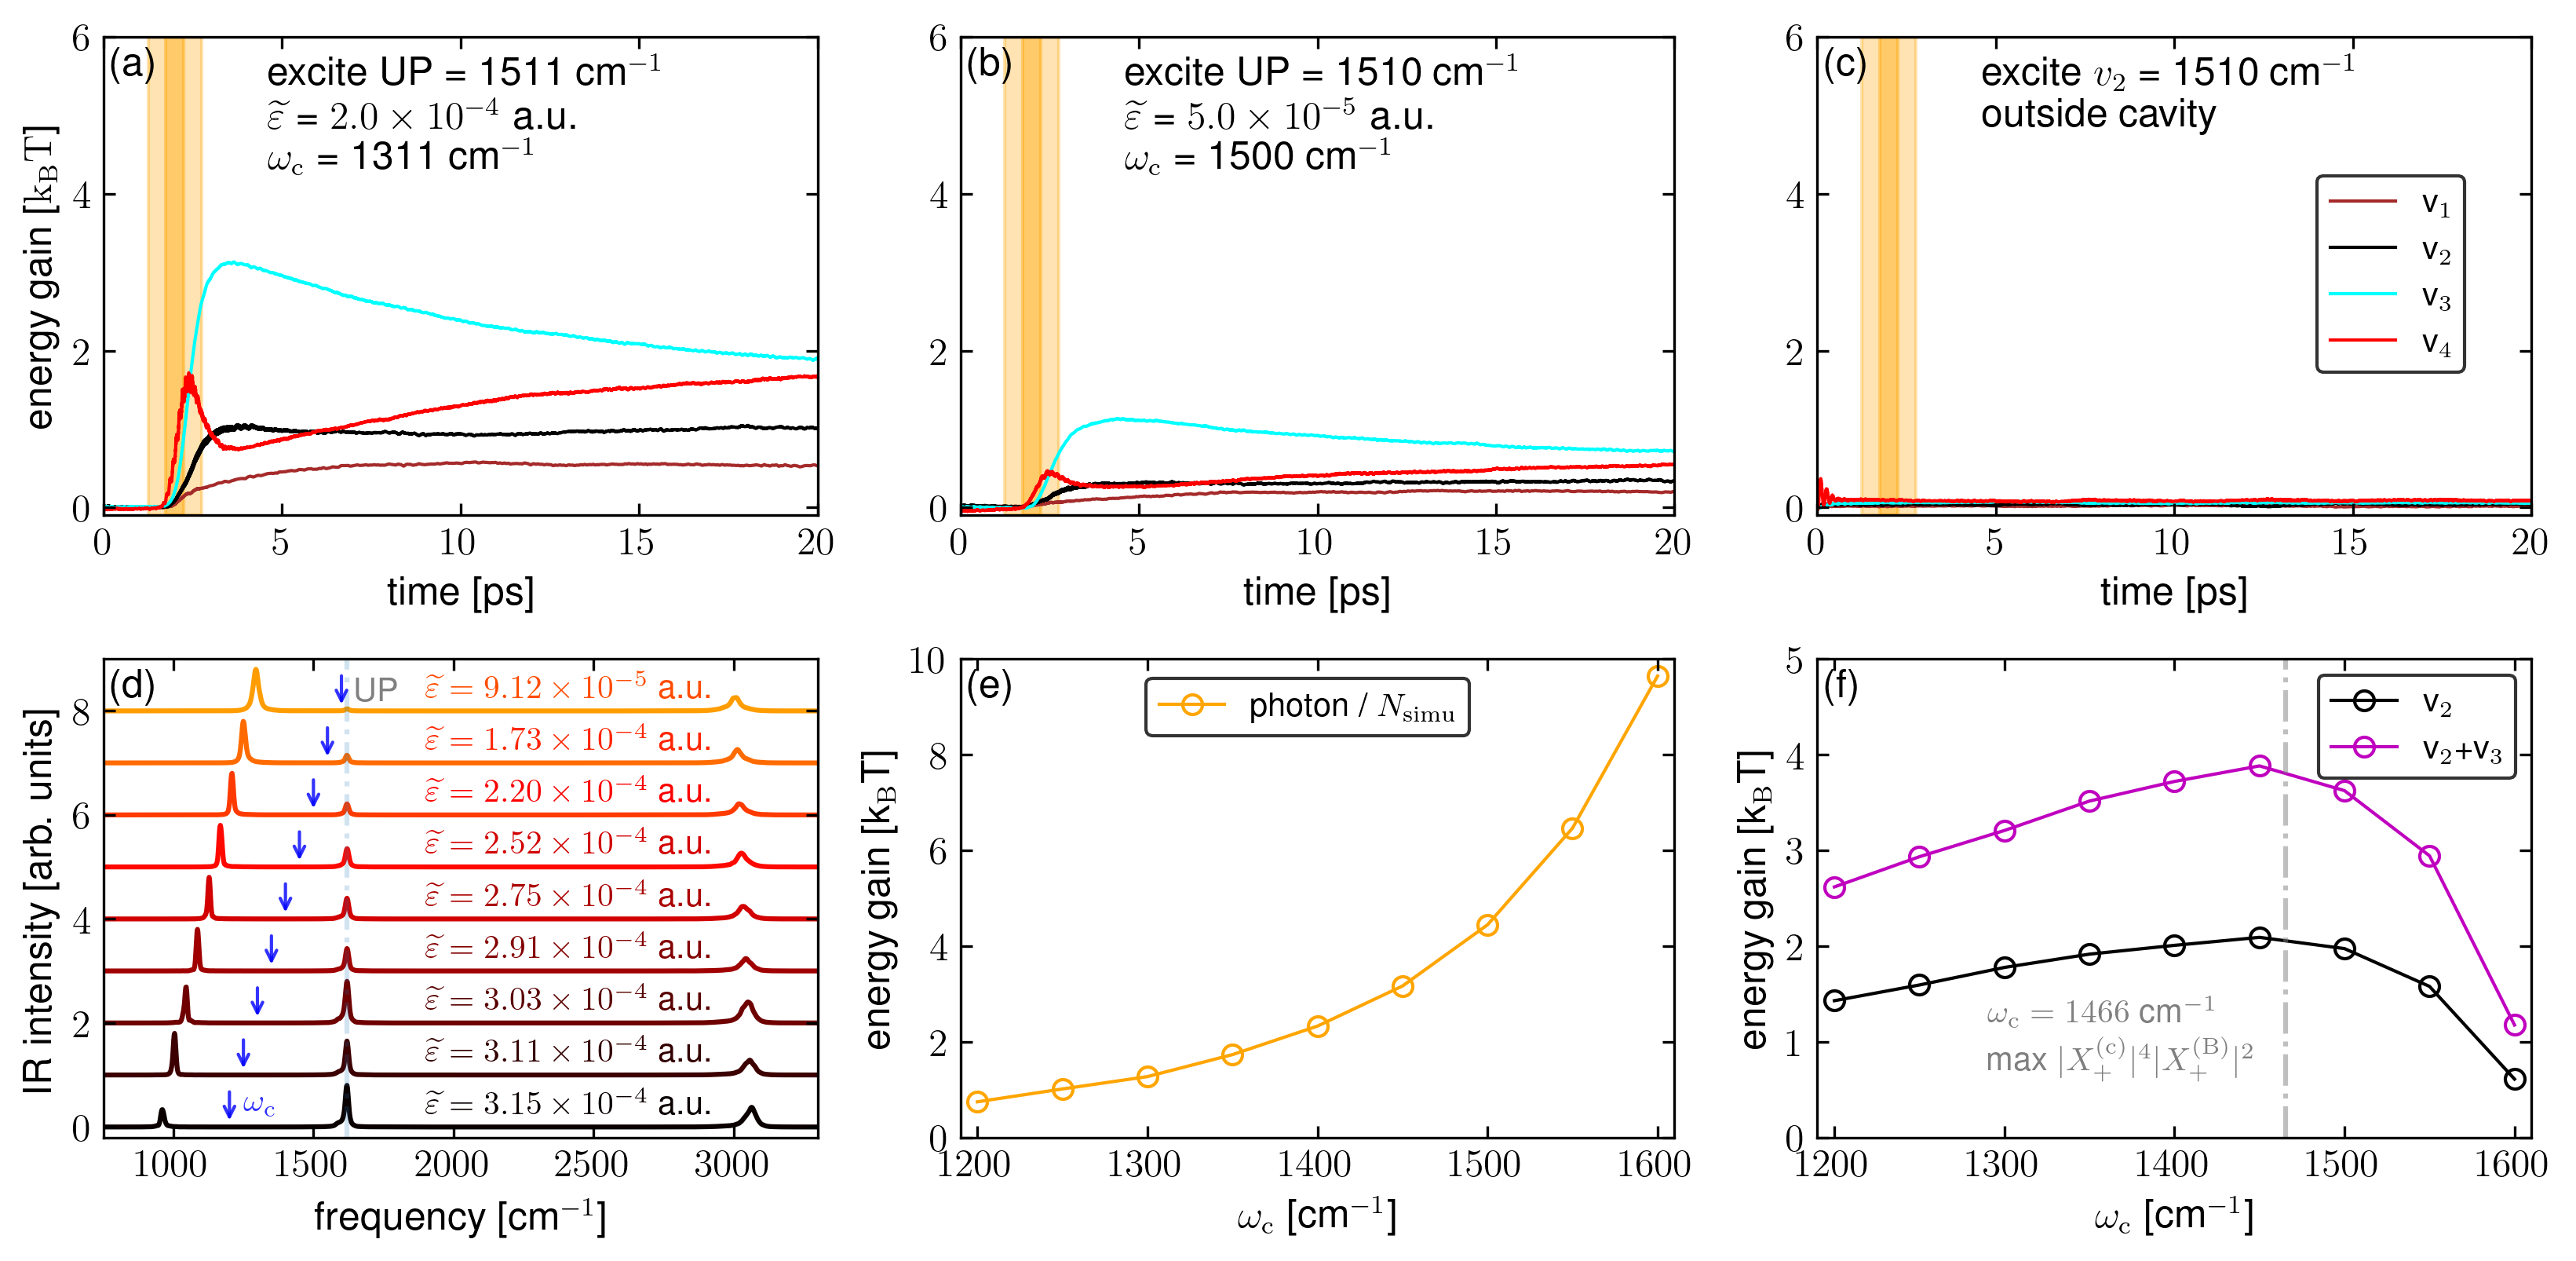 (a)
excite UP = 1511 cm⁻¹
ε̃ = 2.0 × 10⁻⁴ a.u.
ω_c = 1311 cm⁻¹
energy gain [k_BT]
6
4
2
0
0 5 10 15 20
time [ps]
(b)
excite UP = 1510 cm⁻¹
ε̃ = 5.0 × 10⁻⁵ a.u.
ω_c = 1500 cm⁻¹
6
4
2
0
0 5 10 15 20
time [ps]
(c)
excite v₂ = 1510 cm⁻¹
outside cavity
v₁
v₂
v₃
v₄
6
4
2
0
0 5 10 15 20
time [ps]
(d)
UP
ε̃ = 9.12 × 10⁻⁵ a.u.
ε̃ = 1.73 × 10⁻⁴ a.u.
ε̃ = 2.20 × 10⁻⁴ a.u.
ε̃ = 2.52 × 10⁻⁴ a.u.
ε̃ = 2.75 × 10⁻⁴ a.u.
ε̃ = 2.91 × 10⁻⁴ a.u.
ε̃ = 3.03 × 10⁻⁴ a.u.
ε̃ = 3.11 × 10⁻⁴ a.u.
ω_c ε̃ = 3.15 × 10⁻⁴ a.u.
IR intensity [arb. units]
8
6
4
2
0
1000 1500 2000 2500 3000
frequency [cm⁻¹]
(e)
photon / N_simu
energy gain [k_BT]
10
8
6
4
2
0
1200 1300 1400 1500 1600
ω_c [cm⁻¹]
(f)
v₂
v₂+v₃
ω_c = 1466 cm⁻¹
max |X₊^(c)|⁴|X₊^(B)|²
energy gain [k_BT]
5
4
3
2
1
0
1200 1300 1400 1500 1600
ω_c [cm⁻¹]